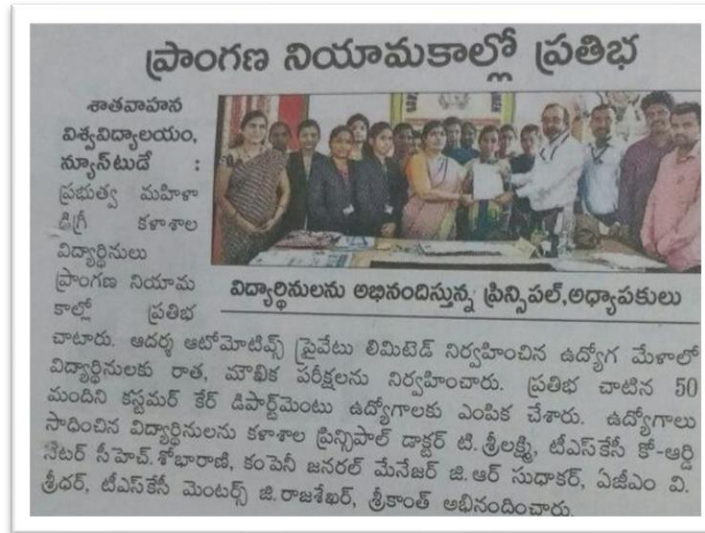 ప్రాంగణ నియామకాల్లో ప్రతిభ
శాతవాహన
విశ్వవిద్యాలయం,
న్యూస్‌టుడే :
ప్రభుత్వ మహిళా
డిగ్రీ కళాశాల
విద్యార్థినులు
ప్రాంగణ నియామ
కాల్లో ప్రతిభ
విద్యార్థినులను అభినందిస్తున్న ప్రిన్సిపల్,అధ్యాపకులు
చాటారు. ఆదర్శ ఆటోమోటివ్స్ ప్రైవేటు లిమిటెడ్ నిర్వహించిన ఉద్యోగ మేళాలో
విద్యార్థినులకు రాత, మౌఖిక పరీక్షలను నిర్వహించారు. ప్రతిభ చాటిన 50
మందిని కస్టమర్ కేర్ డిపార్ట్‌మెంటు ఉద్యోగాలకు ఎంపిక చేశారు. ఉద్యోగాలు
సాధించిన విద్యార్థినులను కళాశాల ప్రిన్సిపాల్ డాక్టర్ టి.శ్రీలక్ష్మి, టీఎస్‌కేసీ కో-ఆర్డి
నేటర్ సీహెచ్.శోభారాణి, కంపెనీ జనరల్ మేనేజర్ జి.ఆర్ సుధాకర్, ఏజీఎం వి.
శ్రీధర్, టీఎస్‌కేసీ మెంటర్స్ జి.రాజశేఖర్, శ్రీకాంత్ అభినందించారు.